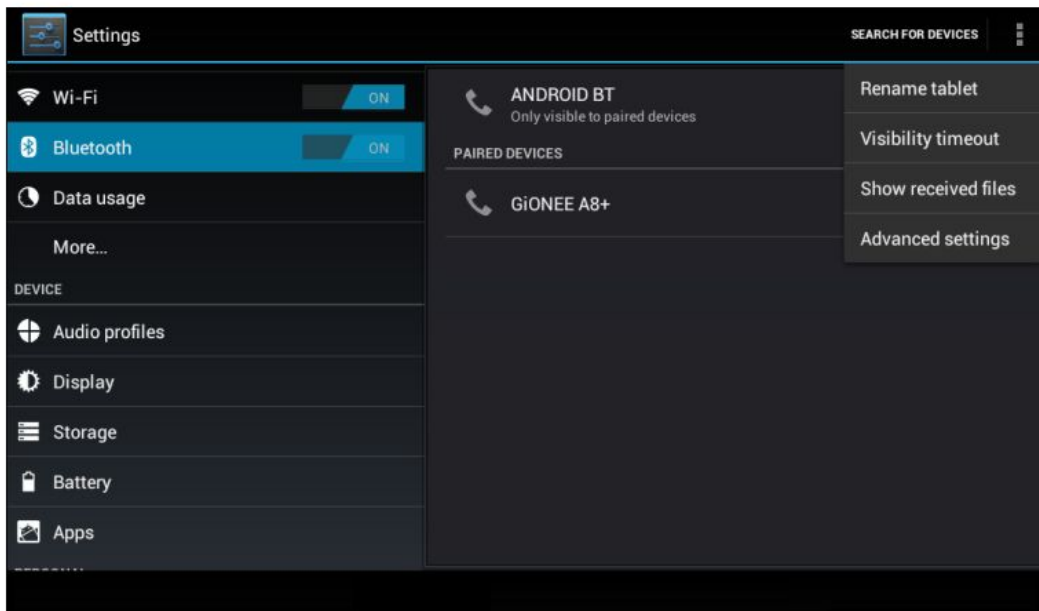 Settings
SEARCH FOR DEVICES
Wi-Fi
ON
Bluetooth
ON
Data usage
More...
DEVICE
Audio profiles
Display
Storage
Battery
Apps
ANDROID BT
Only visible to paired devices
PAIRED DEVICES
GiONEE A8+
Rename tablet
Visibility timeout
Show received files
Advanced settings